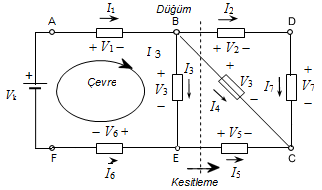 Düğüm
I₁
I₂
A
B
D
+ V₁ −
+ V₂ −
I 3
+
Vk
Çevre
+
V₃
−
I₃
+
V₃
−
I₄
I₇
+
V₇
−
− V₆ +
+ V₅ −
F
E
C
I₆
I₅
Kesitleme